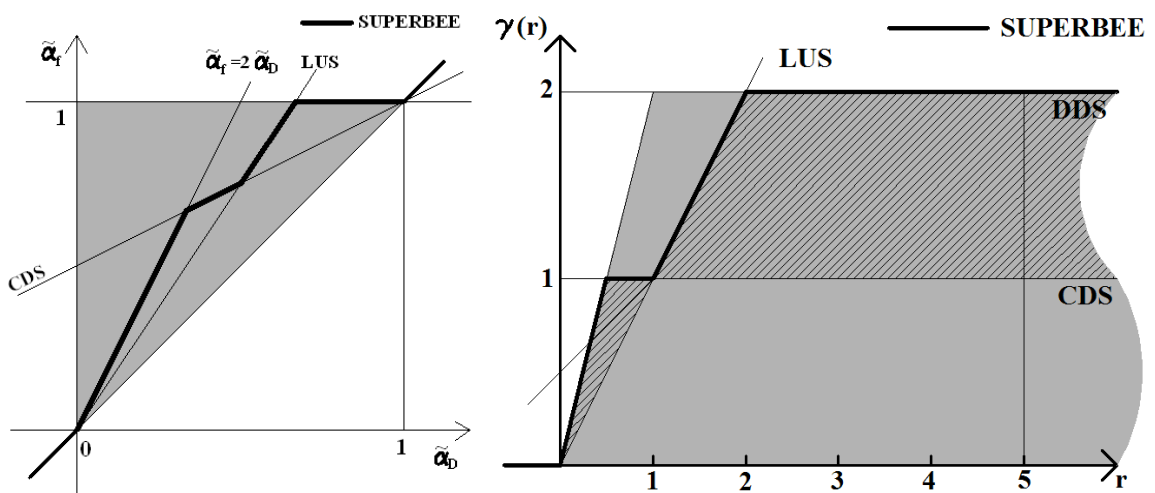 SUPERBEE
α̃f
α̃f =2 α̃D
LUS
1
CDS
0
1
α̃D
γ (r)
SUPERBEE
LUS
2
DDS
1
CDS
1
2
3
4
5
r